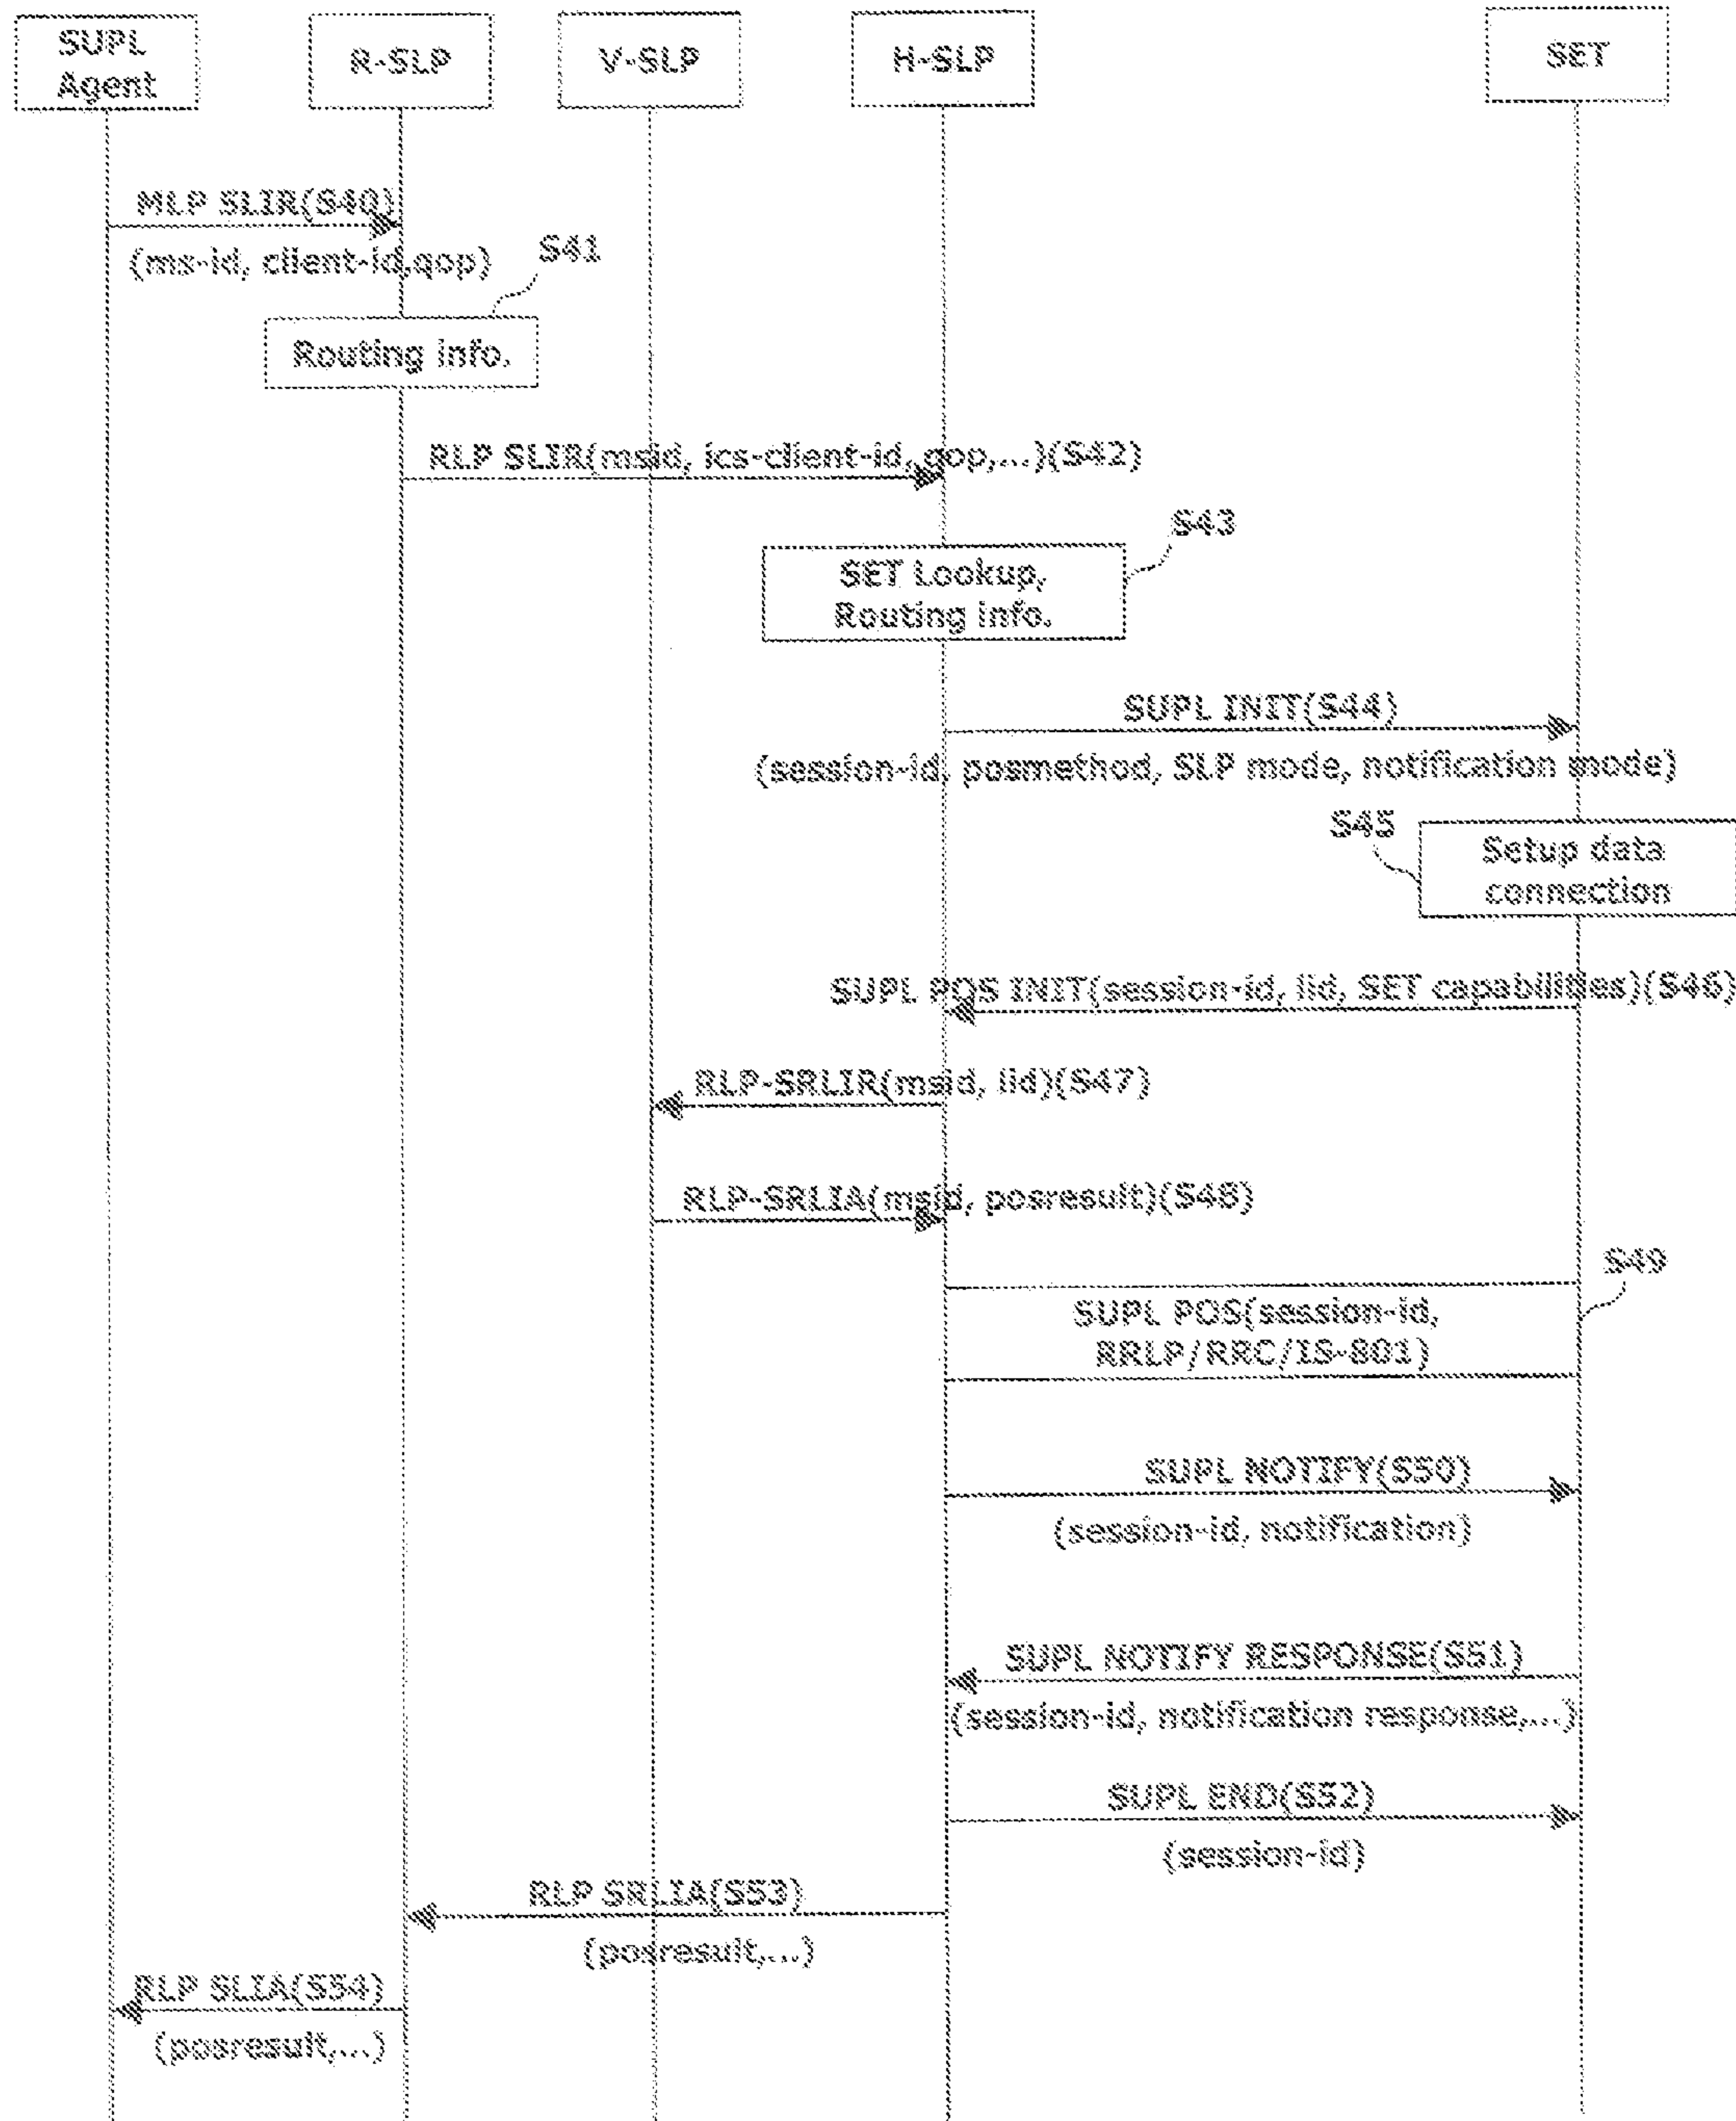 SUPL
Agent
R-SLP
V-SLP
H-SLP
SET
MLP SLIR(S40)
(ms-id, client-id,qop)
S41
Routing info.
RLP SLIR(msid, ics-client-id, qop,...)(S42)
S43
SET Lookup,
Routing info.
SUPL INIT(S44)
(session-id, posmethod, SLP mode, notification mode)
S45
Setup data
connection
SUPL POS INIT(session-id, lid, SET capabilities)(S46)
RLP-SRLIR(msid, lid)(S47)
RLP-SRLIA(msid, posresult)(S48)
S49
SUPL POS(session-id,
RRLP/RRC/IS-801)
SUPL NOTIFY(S50)
(session-id, notification)
SUPL NOTIFY RESPONSE(S51)
(session-id, notification response,...)
SUPL END(S52)
(session-id)
RLP SRLIA(S53)
(posresult,...)
RLP SLIA(S54)
(posresult,...)